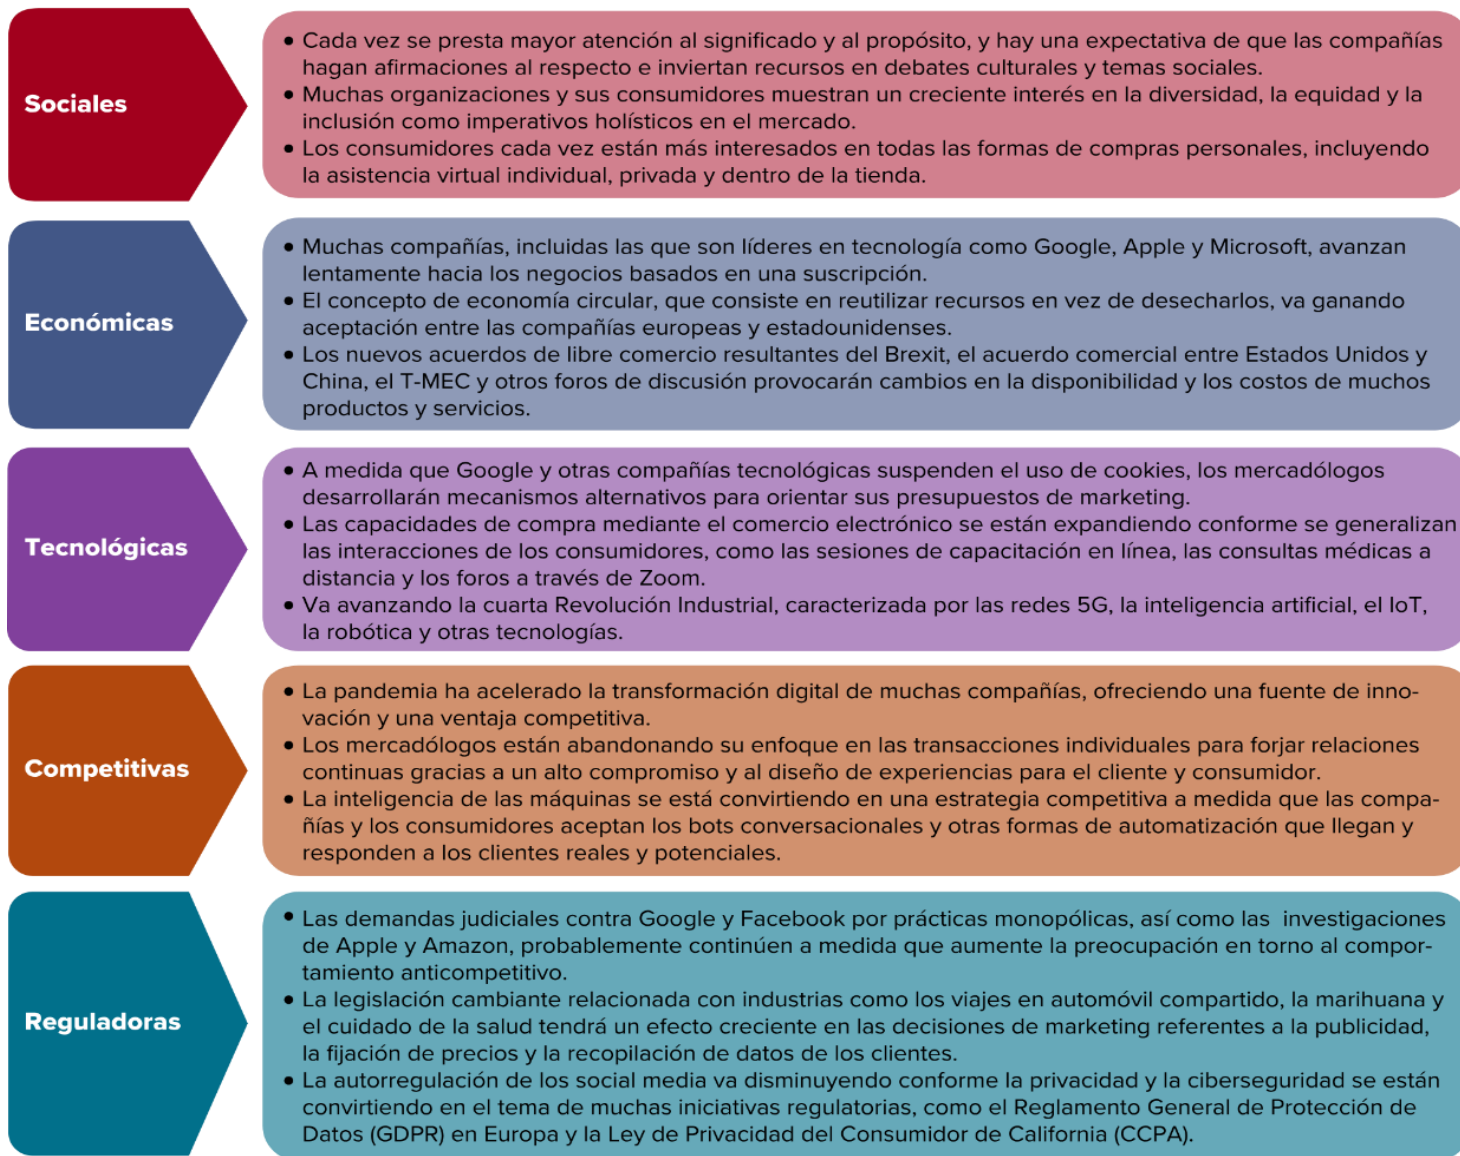 Sociales
• Cada vez se presta mayor atención al significado y al propósito, y hay una expectativa de que las compañías
hagan afirmaciones al respecto e inviertan recursos en debates culturales y temas sociales.
• Muchas organizaciones y sus consumidores muestran un creciente interés en la diversidad, la equidad y la
inclusión como imperativos holísticos en el mercado.
• Los consumidores cada vez están más interesados en todas las formas de compras personales, incluyendo
la asistencia virtual individual, privada y dentro de la tienda.
Económicas
• Muchas compañías, incluidas las que son líderes en tecnología como Google, Apple y Microsoft, avanzan
lentamente hacia los negocios basados en una suscripción.
• El concepto de economía circular, que consiste en reutilizar recursos en vez de desecharlos, va ganando
aceptación entre las compañías europeas y estadounidenses.
• Los nuevos acuerdos de libre comercio resultantes del Brexit, el acuerdo comercial entre Estados Unidos y
China, el T-MEC y otros foros de discusión provocarán cambios en la disponibilidad y los costos de muchos
productos y servicios.
Tecnológicas
• A medida que Google y otras compañías tecnológicas suspenden el uso de cookies, los mercadólogos
desarrollarán mecanismos alternativos para orientar sus presupuestos de marketing.
• Las capacidades de compra mediante el comercio electrónico se están expandiendo conforme se generalizan
las interacciones de los consumidores, como las sesiones de capacitación en línea, las consultas médicas a
distancia y los foros a través de Zoom.
• Va avanzando la cuarta Revolución Industrial, caracterizada por las redes 5G, la inteligencia artificial, el IoT,
la robótica y otras tecnologías.
Competitivas
• La pandemia ha acelerado la transformación digital de muchas compañías, ofreciendo una fuente de inno-
vación y una ventaja competitiva.
• Los mercadólogos están abandonando su enfoque en las transacciones individuales para forjar relaciones
continuas gracias a un alto compromiso y al diseño de experiencias para el cliente y consumidor.
• La inteligencia de las máquinas se está convirtiendo en una estrategia competitiva a medida que las compa-
ñías y los consumidores aceptan los bots conversacionales y otras formas de automatización que llegan y
responden a los clientes reales y potenciales.
Reguladoras
• Las demandas judiciales contra Google y Facebook por prácticas monopólicas, así como las investigaciones
de Apple y Amazon, probablemente continúen a medida que aumente la preocupación en torno al compor-
tamiento anticompetitivo.
• La legislación cambiante relacionada con industrias como los viajes en automóvil compartido, la marihuana y
el cuidado de la salud tendrá un efecto creciente en las decisiones de marketing referentes a la publicidad,
la fijación de precios y la recopilación de datos de los clientes.
• La autorregulación de los social media va disminuyendo conforme la privacidad y la ciberseguridad se están
convirtiendo en el tema de muchas iniciativas regulatorias, como el Reglamento General de Protección de
Datos (GDPR) en Europa y la Ley de Privacidad del Consumidor de California (CCPA).